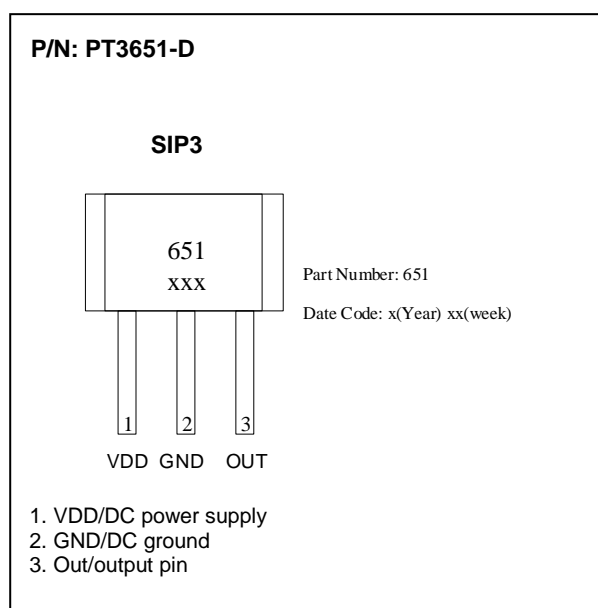 P/N: PT3651-D
SIP3
651
xxx
Part Number: 651
Date Code: x(Year) xx(week)
1 2 3
VDD GND OUT
1. VDD/DC power supply
2. GND/DC ground
3. Out/output pin